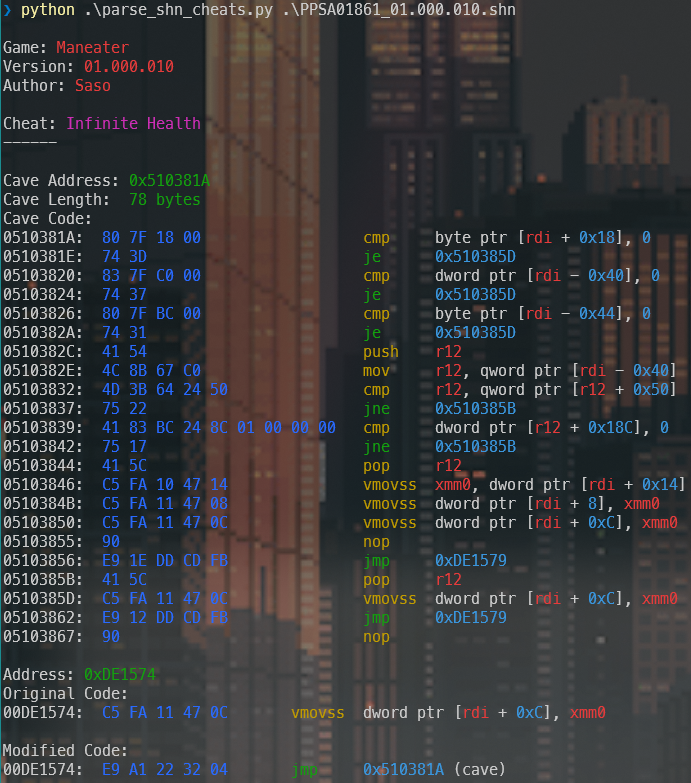 ❯ python .\parse_shn_cheats.py .\PPSA01861_01.000.010.shn
Game: Maneater
Version: 01.000.010
Author: Saso
Cheat: Infinite Health
——————
Cave Address: 0x510381A
Cave Length:  78 bytes
Cave Code:
0510381A:  80 7F 18 00                  cmp     byte ptr [rdi + 0x18], 0
0510381E:  74 3D                        je      0x510385D
05103820:  83 7F C0 00                  cmp     dword ptr [rdi − 0x40], 0
05103824:  74 37                        je      0x510385D
05103826:  80 7F BC 00                  cmp     byte ptr [rdi − 0x44], 0
0510382A:  74 31                        je      0x510385D
0510382C:  41 54                        push    r12
0510382E:  4C 8B 67 C0                  mov     r12, qword ptr [rdi − 0x40]
05103832:  4D 3B 64 24 50               cmp     r12, qword ptr [r12 + 0x50]
05103837:  75 22                        jne     0x510385B
05103839:  41 83 BC 24 8C 01 00 00 00   cmp     dword ptr [r12 + 0x18C], 0
05103842:  75 17                        jne     0x510385B
05103844:  41 5C                        pop     r12
05103846:  C5 FA 10 47 14               vmovss  xmm0, dword ptr [rdi + 0x14]
0510384B:  C5 FA 11 47 08               vmovss  dword ptr [rdi + 8], xmm0
05103850:  C5 FA 11 47 0C               vmovss  dword ptr [rdi + 0xC], xmm0
05103855:  90                           nop
05103856:  E9 1E DD CD FB               jmp     0xDE1579
0510385B:  41 5C                        pop     r12
0510385D:  C5 FA 11 47 0C               vmovss  dword ptr [rdi + 0xC], xmm0
05103862:  E9 12 DD CD FB               jmp     0xDE1579
05103867:  90                           nop
Address: 0xDE1574
Original Code:
00DE1574:  C5 FA 11 47 0C       vmovss  dword ptr [rdi + 0xC], xmm0
Modified Code:
00DE1574:  E9 A1 22 32 04       jmp     0x510381A (cave)